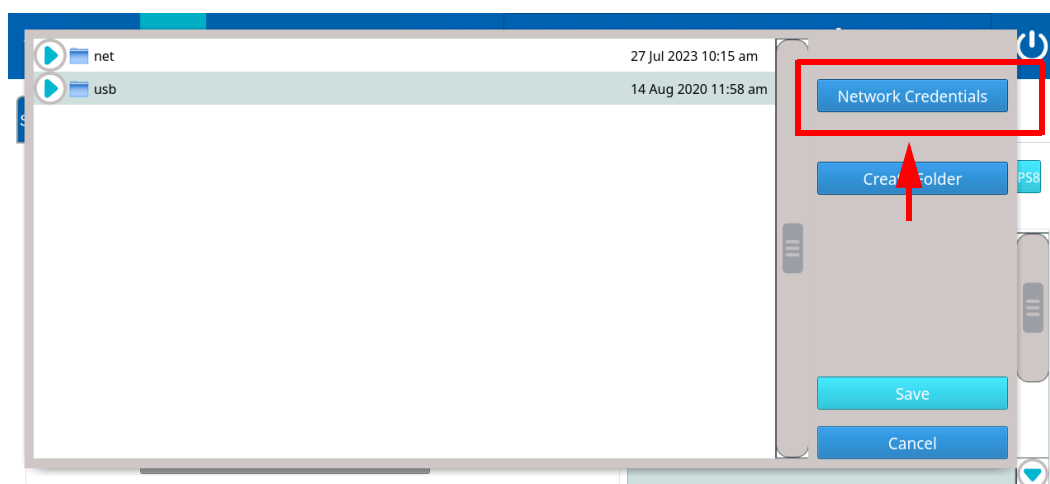 net 27 Jul 2023 10:15 am
usb 14 Aug 2020 11:58 am
Network Credentials
Create Folder
PS8
Save
Cancel